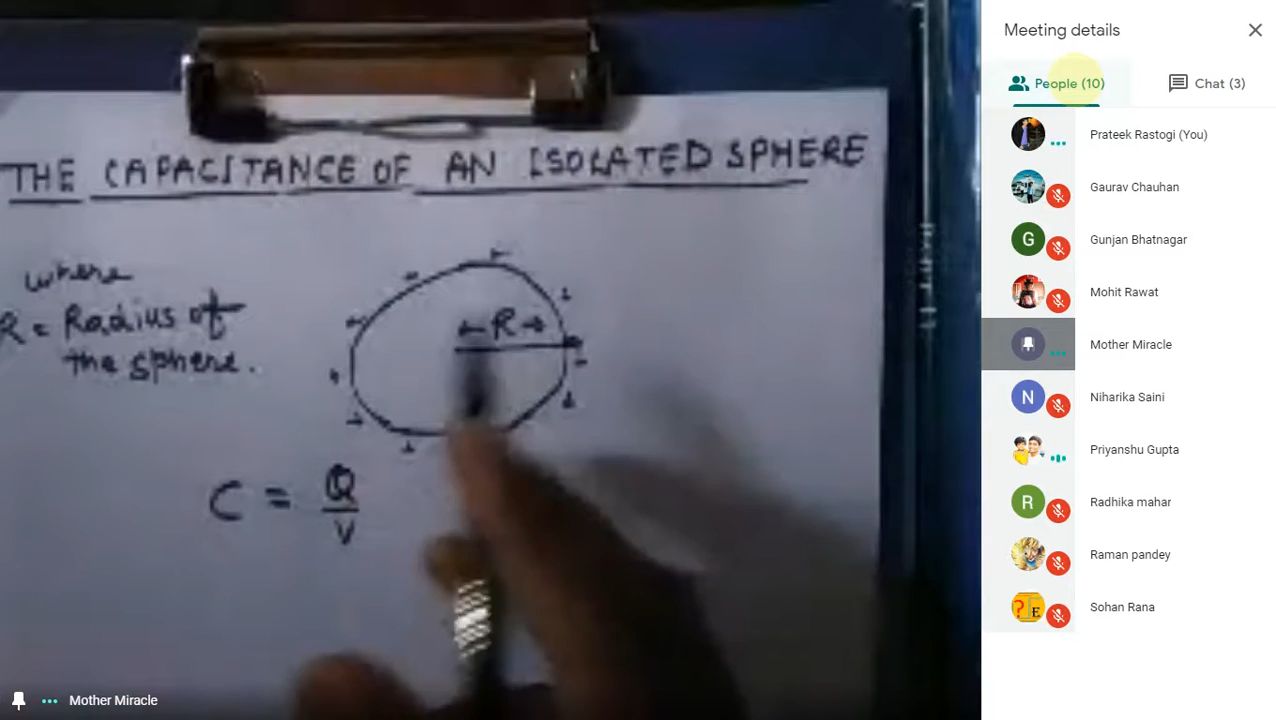 THE CAPACITANCE OF AN ISOLATED SPHERE
where
R = Radius of
the sphere.
R
C = Q
V
Mother Miracle
Meeting details
People (10)
Chat (3)
Prateek Rastogi (You)
Gaurav Chauhan
G
Gunjan Bhatnagar
Mohit Rawat
Mother Miracle
N
Niharika Saini
Priyanshu Gupta
R
Radhika mahar
Raman pandey
? E
Sohan Rana